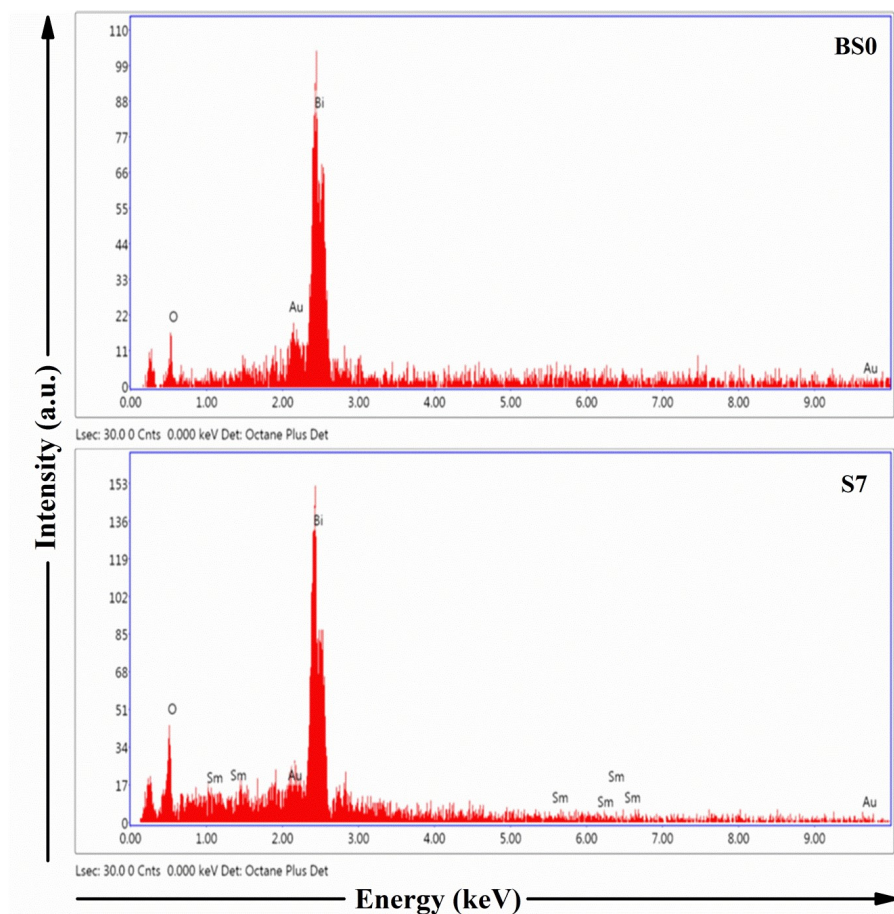 Intensity (a.u.)
BS0
110
99
88
77
66
55
44
33
22
11
0
Bi
Au
O
Au
0.00 1.00 2.00 3.00 4.00 5.00 6.00 7.00 8.00 9.00
Lsec: 30.0 0 Cnts 0.000 keV Det: Octane Plus Det
S7
153
136
119
102
85
68
51
34
17
0
Bi
O
Sm Sm Au Sm Sm Sm Sm Au
0.00 1.00 2.00 3.00 4.00 5.00 6.00 7.00 8.00 9.00
Lsec: 30.0 0 Cnts 0.000 keV Det: Octane Plus Det
Energy (keV)